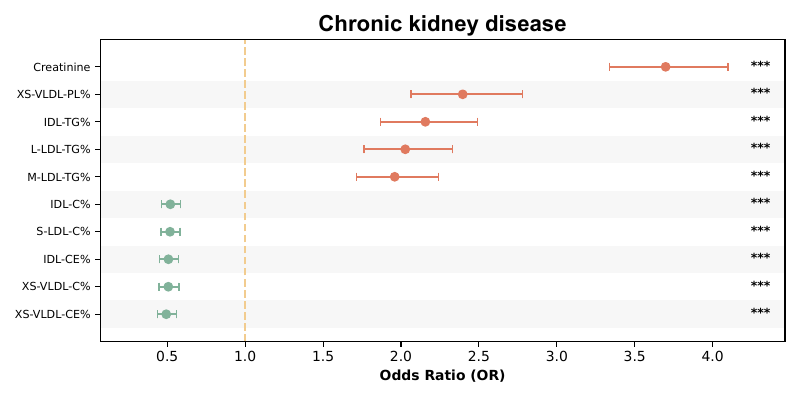 Chronic kidney disease
Creatinine ***
XS-VLDL-PL% ***
IDL-TG% ***
L-LDL-TG% ***
M-LDL-TG% ***
IDL-C% ***
S-LDL-C% ***
IDL-CE% ***
XS-VLDL-C% ***
XS-VLDL-CE% ***
0.5 1.0 1.5 2.0 2.5 3.0 3.5 4.0
Odds Ratio (OR)